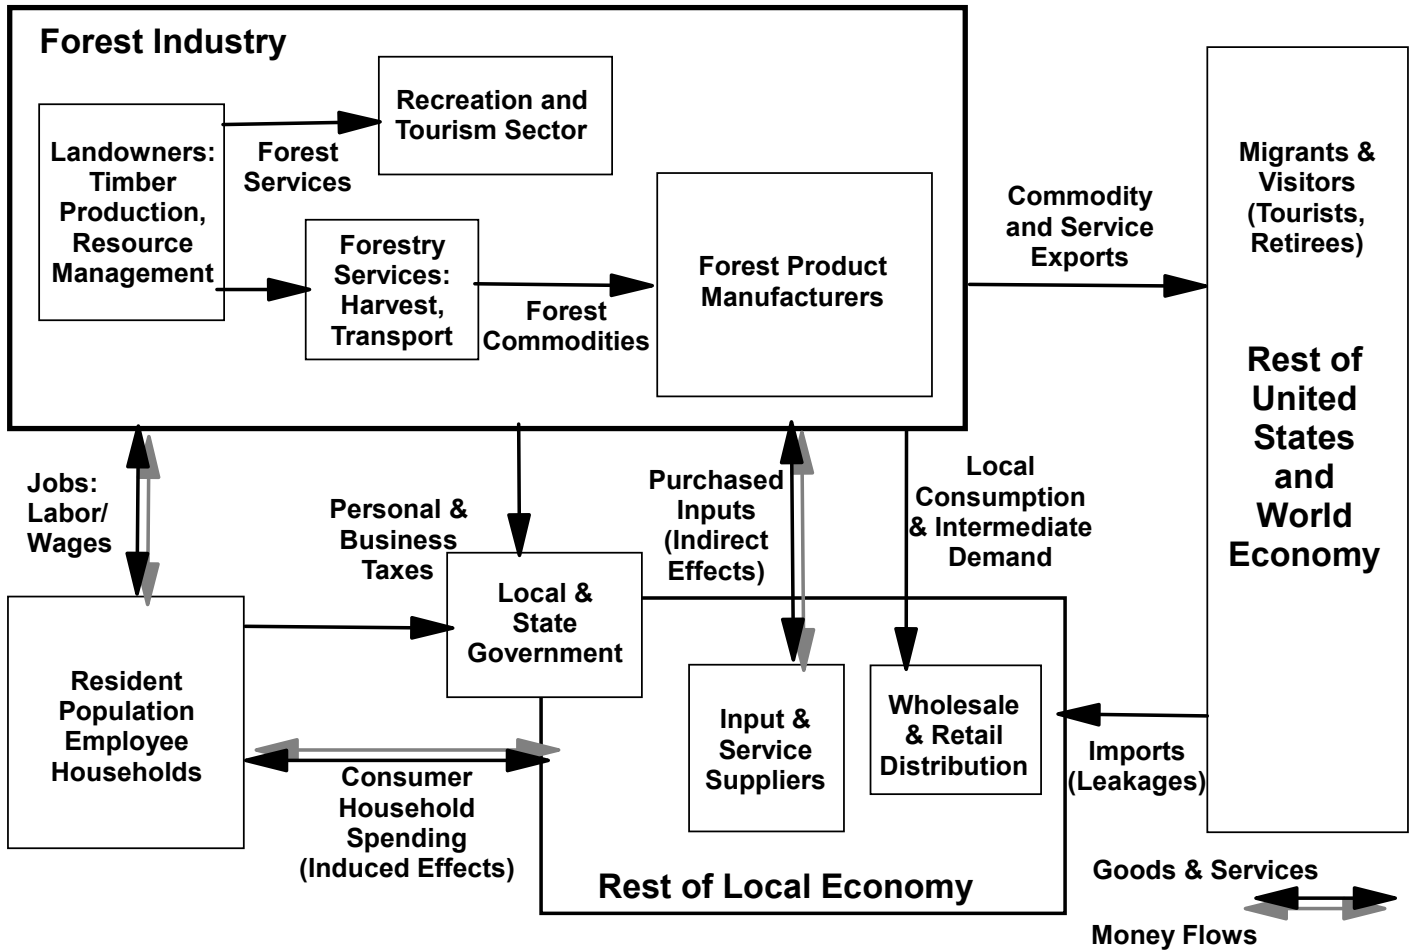 Forest Industry
Landowners:
Timber
Production,
Resource
Management
Forest
Services
Recreation and
Tourism Sector
Forestry
Services:
Harvest,
Transport
Forest
Commodities
Forest Product
Manufacturers
Commodity
and Service
Exports
Migrants &
Visitors
(Tourists,
Retirees)
Rest of
United
States
and
World
Economy
Jobs:
Labor/
Wages
Personal &
Business
Taxes
Purchased
Inputs
(Indirect
Effects)
Local
Consumption
& Intermediate
Demand
Resident
Population
Employee
Households
Local &
State
Government
Input &
Service
Suppliers
Wholesale
& Retail
Distribution
Imports
(Leakages)
Consumer
Household
Spending
(Induced Effects)
Rest of Local Economy
Goods & Services
Money Flows